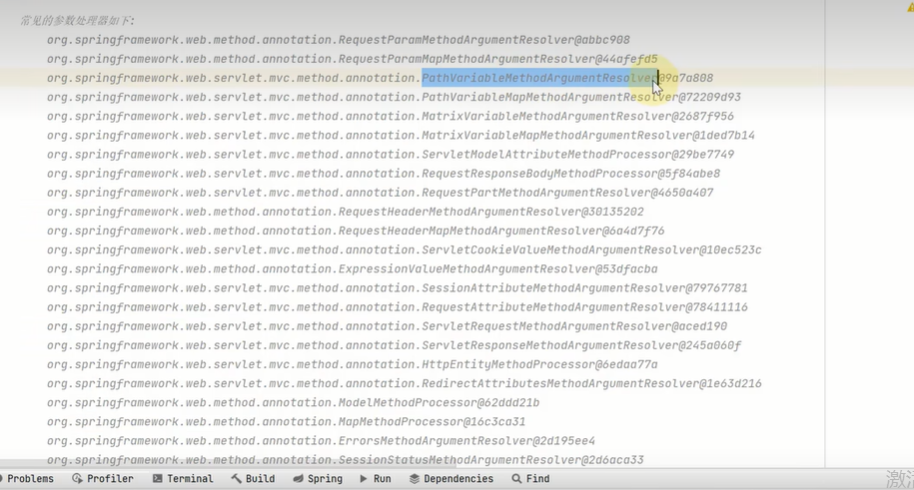 常见的参数处理器如下:
org.springframework.web.method.annotation.RequestParamMethodArgumentResolver@abbc908
org.springframework.web.method.annotation.RequestParamMapMethodArgumentResolver@44afefd5
org.springframework.web.servlet.mvc.method.annotation.PathVariableMethodArgumentResolver@9a7a808
org.springframework.web.servlet.mvc.method.annotation.PathVariableMapMethodArgumentResolver@72209d93
org.springframework.web.servlet.mvc.method.annotation.MatrixVariableMethodArgumentResolver@2687f956
org.springframework.web.servlet.mvc.method.annotation.MatrixVariableMapMethodArgumentResolver@1ded7b14
org.springframework.web.servlet.mvc.method.annotation.ServletModelAttributeMethodProcessor@29be7749
org.springframework.web.servlet.mvc.method.annotation.RequestResponseBodyMethodProcessor@5f84abe8
org.springframework.web.servlet.mvc.method.annotation.RequestPartMethodArgumentResolver@4650a407
org.springframework.web.method.annotation.RequestHeaderMethodArgumentResolver@30135202
org.springframework.web.method.annotation.RequestHeaderMapMethodArgumentResolver@6a4d7f76
org.springframework.web.servlet.mvc.method.annotation.ServletCookieValueMethodArgumentResolver@10ec523c
org.springframework.web.method.annotation.ExpressionValueMethodArgumentResolver@53dfacba
org.springframework.web.servlet.mvc.method.annotation.SessionAttributeMethodArgumentResolver@79767781
org.springframework.web.servlet.mvc.method.annotation.RequestAttributeMethodArgumentResolver@78411116
org.springframework.web.servlet.mvc.method.annotation.ServletRequestMethodArgumentResolver@aced190
org.springframework.web.servlet.mvc.method.annotation.ServletResponseMethodArgumentResolver@245a060f
org.springframework.web.servlet.mvc.method.annotation.HttpEntityMethodProcessor@6edaa77a
org.springframework.web.servlet.mvc.method.annotation.RedirectAttributesMethodArgumentResolver@1e63d216
org.springframework.web.method.annotation.ModelMethodProcessor@62ddd21b
org.springframework.web.method.annotation.MapMethodProcessor@16c3ca31
org.springframework.web.method.annotation.ErrorsMethodArgumentResolver@2d195ee4
org.springframework.web.method.annotation.SessionStatusMethodArgumentResolver@2d6aca33
Problems Profiler Terminal Build Spring Run Dependencies Find
激活